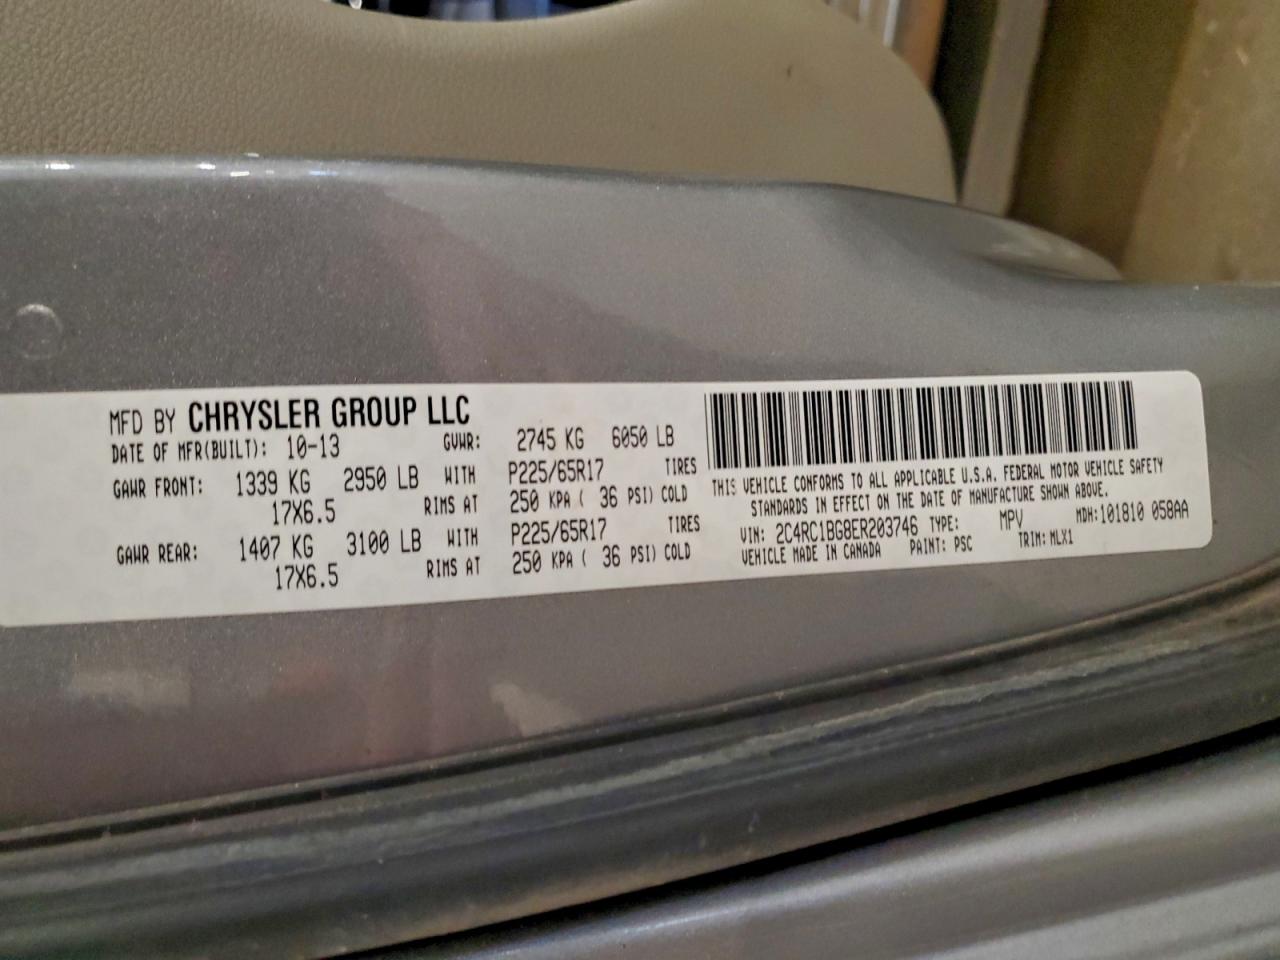 MFD BY CHRYSLER GROUP LLC
DATE OF MFR(BUILT): 10-13 GVWR: 2745 KG 6050 LB
GAWR FRONT: 1339 KG 2950 LB WITH P225/65R17 TIRES
17X6.5 RIMS AT 250 KPA ( 36 PSI) COLD
GAWR REAR: 1407 KG 3100 LB WITH P225/65R17 TIRES
17X6.5 RIMS AT 250 KPA ( 36 PSI) COLD
THIS VEHICLE CONFORMS TO ALL APPLICABLE U.S.A. FEDERAL MOTOR VEHICLE SAFETY
STANDARDS IN EFFECT ON THE DATE OF MANUFACTURE SHOWN ABOVE.
VIN: 2C4RC1BG8ER203746 TYPE: MPV MDH:101810 058AA
VEHICLE MADE IN CANADA PAINT: PSC TRIM: MLX1